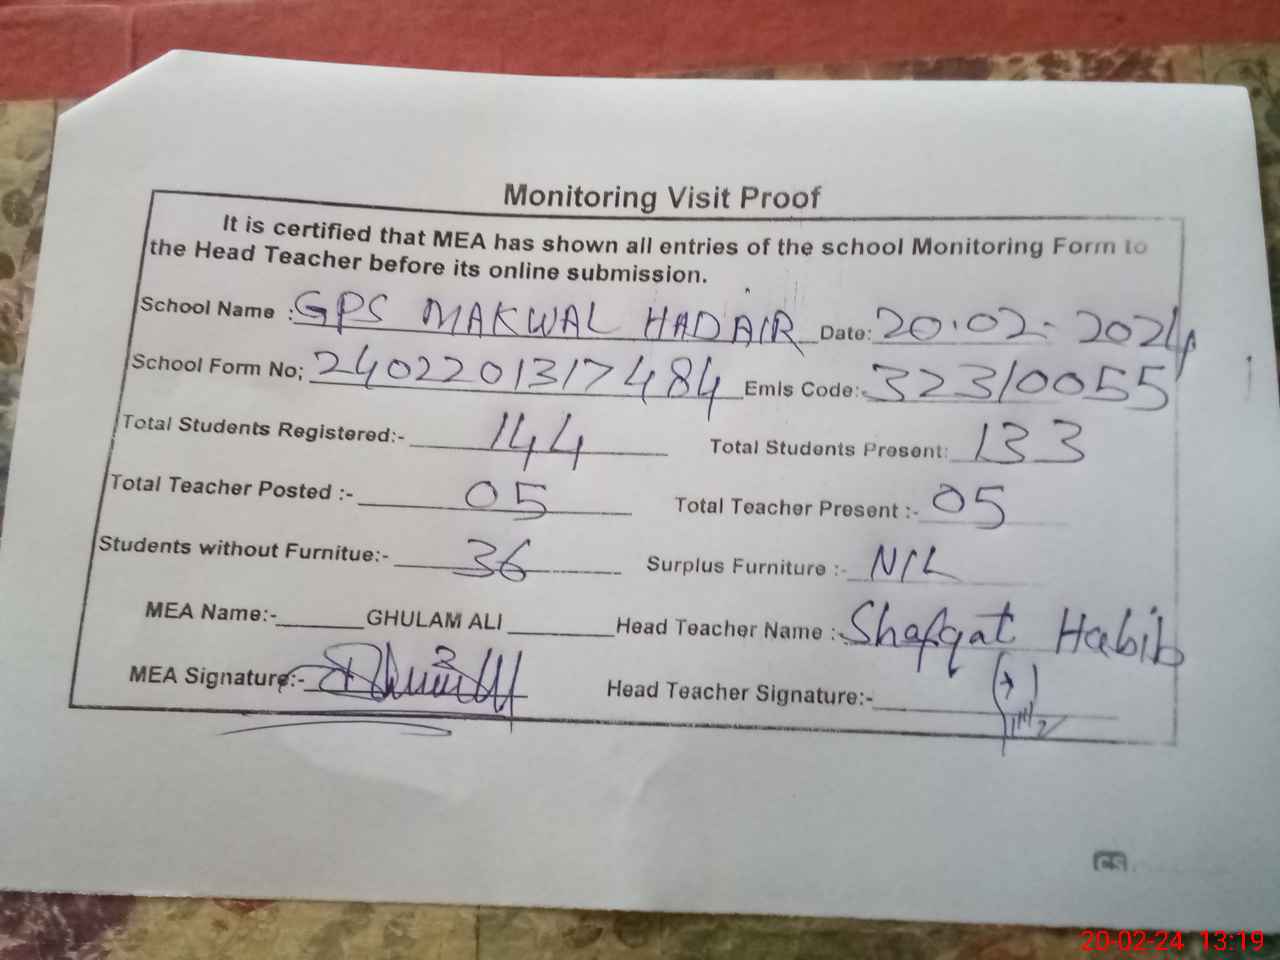 Monitoring Visit Proof
It is certified that MEA has shown all entries of the school Monitoring Form to
the Head Teacher before its online submission.
School Name : GPS MAKWAL HADAIR Date: 20.02.2024
School Form No; 2402201317484 Emis Code:- 32310055
Total Students Registered:- 144 Total Students Present: 133
Total Teacher Posted :- 05 Total Teacher Present :- 05
Students without Furnitue:- 36 Surplus Furniture :- NIL
MEA Name:- GHULAM ALI Head Teacher Name :- Shafqat Habib
MEA Signature:- Head Teacher Signature:-
CS
20-02-24 13:19